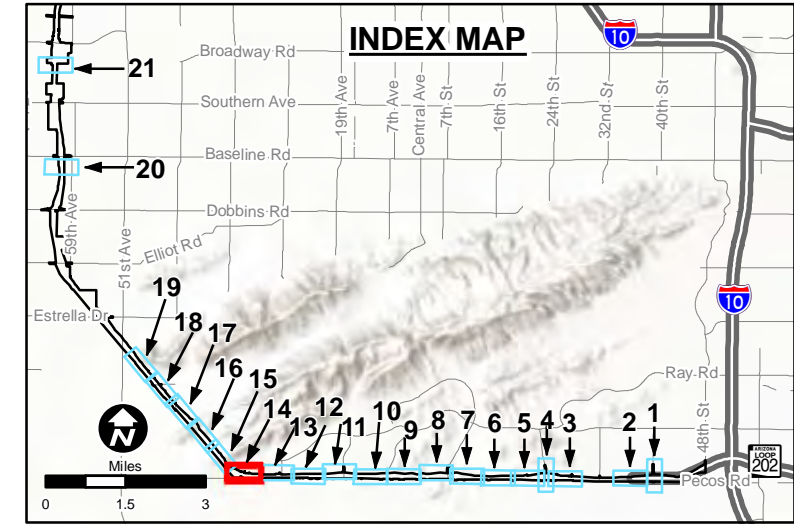 INDEX MAP
10
Broadway Rd
21
Southern Ave
19th Ave
7th Ave
Central Ave
7th St
16th St
24th St
32nd St
40th St
Baseline Rd
20
Dobbins Rd
59th Ave
51st Ave
Elliot Rd
10
19
Estrella Dr
18
17
16
15
14
13
12
11
10
9
8
7
6
5
4
3
2
1
Ray Rd
48th St
N
Miles
0 1.5 3
ARIZONA
LOOP
202
Pecos Rd